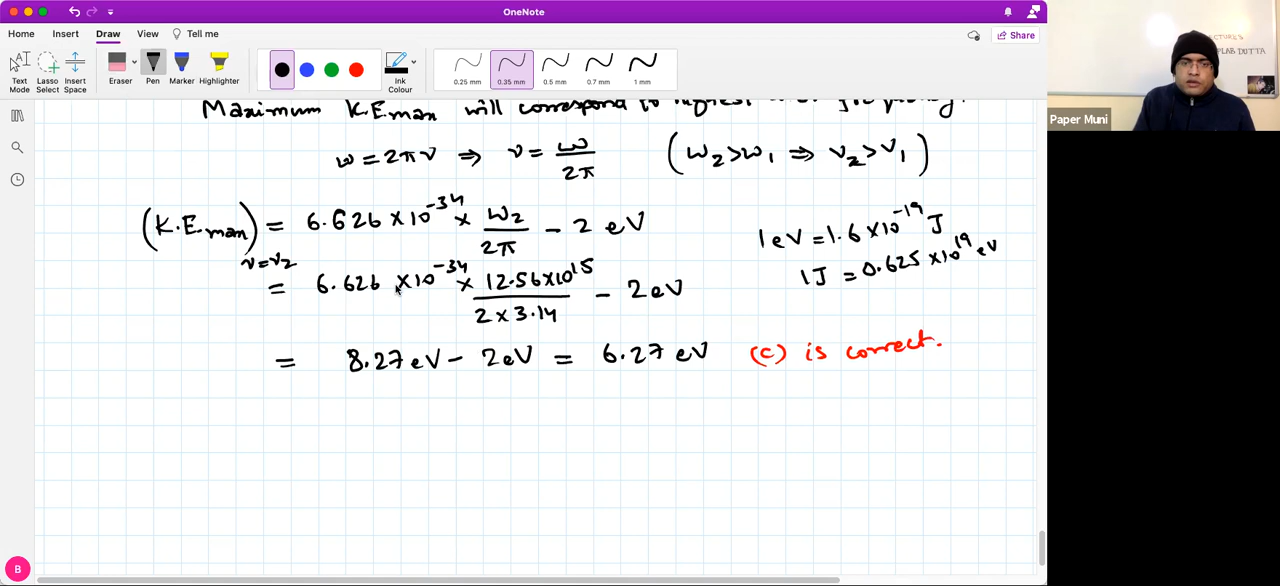 OneNote
Home Insert Draw View Tell me
Share
Text Mode
Lasso Select
Insert Space
Eraser
Pen
Marker
Highlighter
Ink Colour
0.25 mm
0.35 mm
0.5 mm
0.7 mm
1 mm
Paper Muni
DUTTA
Maximum K.E.max will correspond to highest
ω = 2πν ⇒ ν = ω/2π (ω₂>ω₁ ⇒ ν₂>ν₁)
(K.E.max)ν=ν₂ = 6.626 ×10⁻³⁴ × ω₂/2π − 2 eV
1eV = 1.6×10⁻¹⁹ J
1J = 0.625 ×10¹⁹ eV
= 6.626 ×10⁻³⁴ × 12.56×10¹⁵/2×3.14 − 2eV
= 8.27 eV − 2eV = 6.27 eV (c) is correct.
B